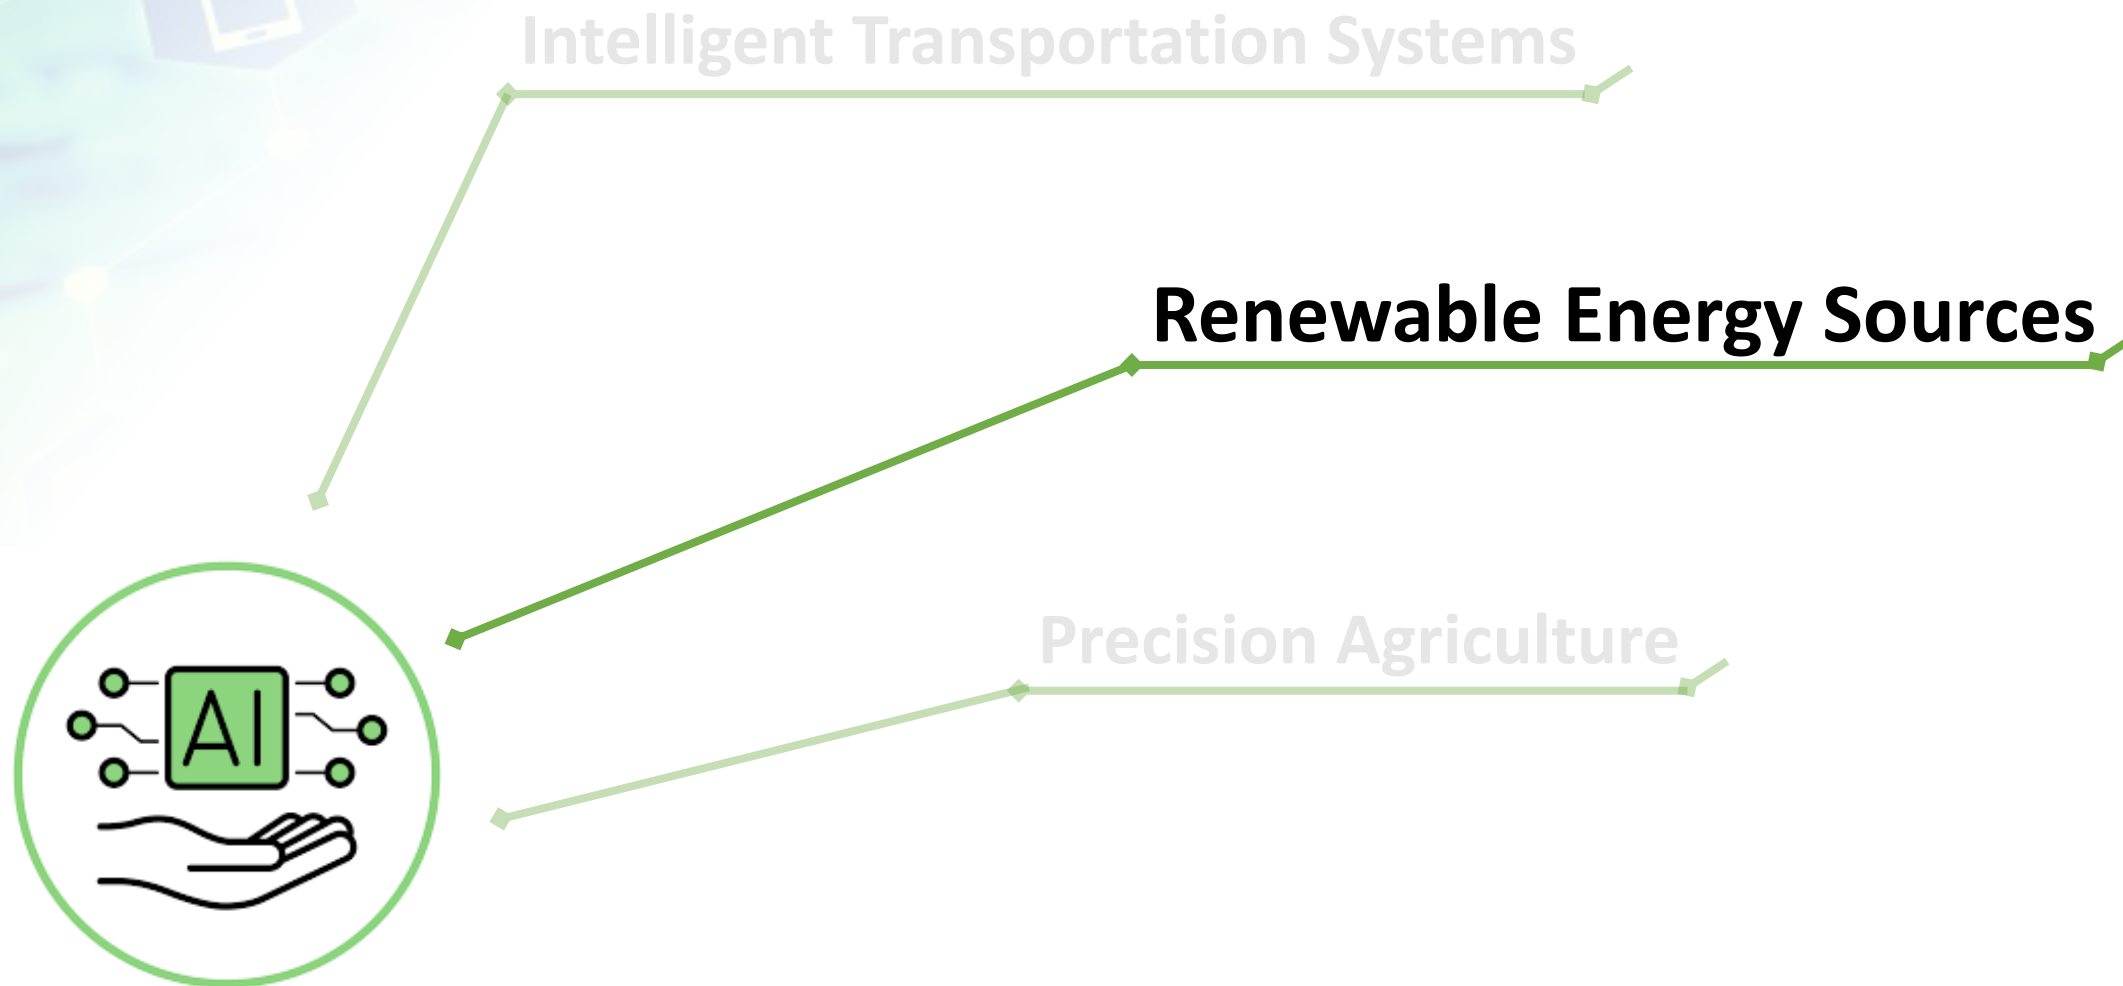 Intelligent Transportation Systems
Renewable Energy Sources
Precision Agriculture
AI